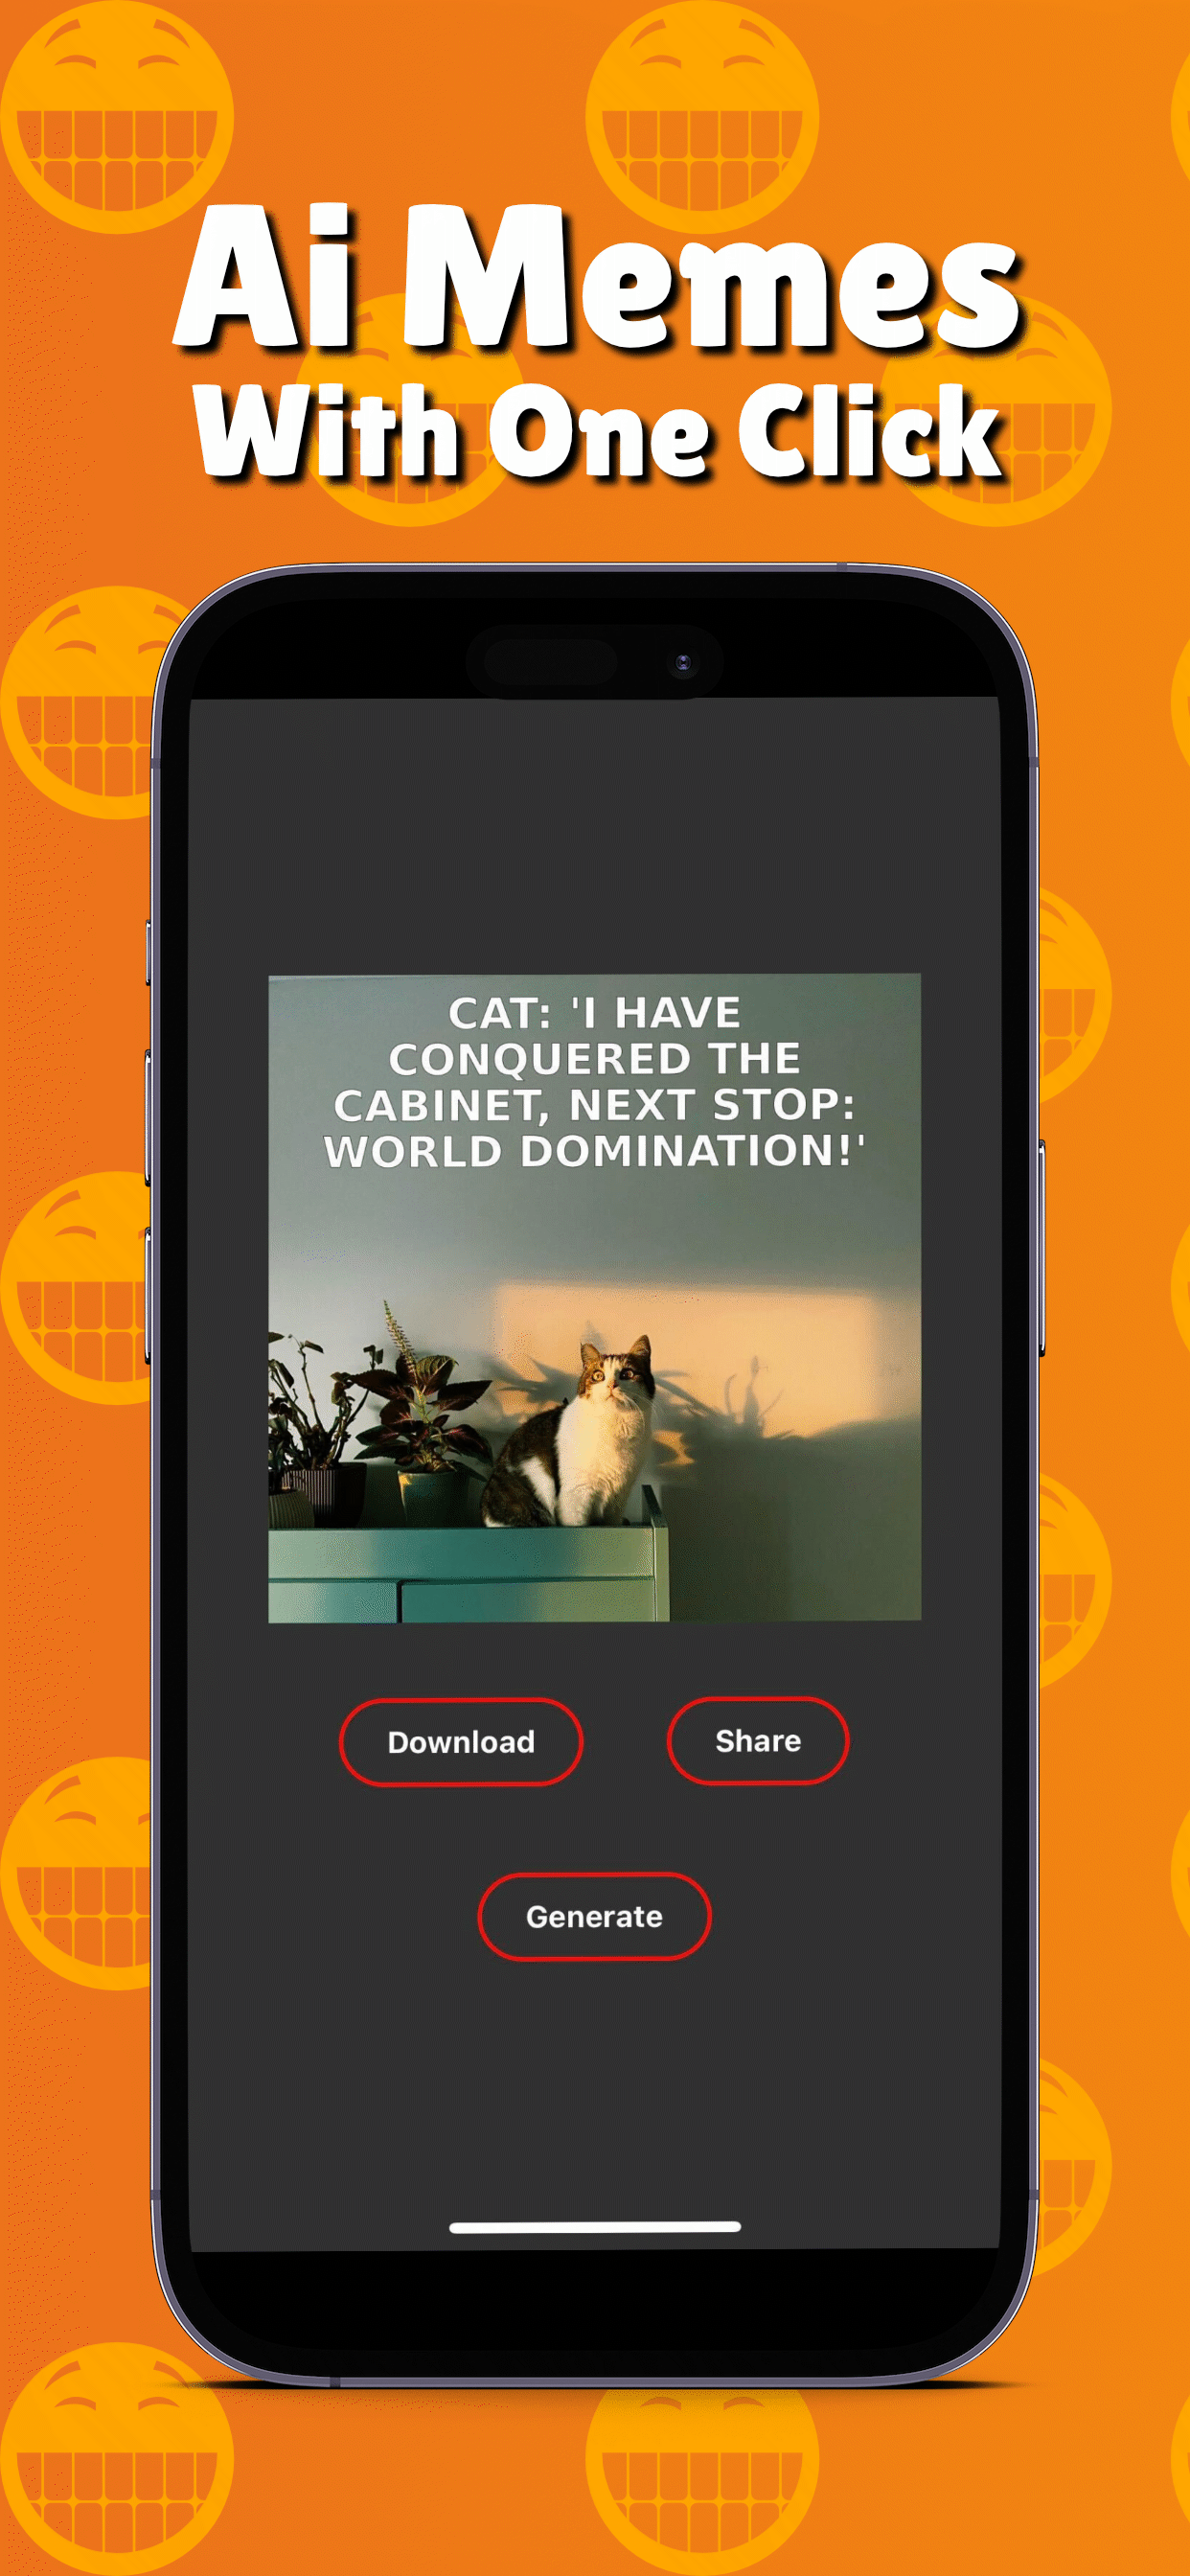 Ai Memes
With One Click
CAT: 'I HAVE
CONQUERED THE
CABINET, NEXT STOP:
WORLD DOMINATION!'
Download
Share
Generate